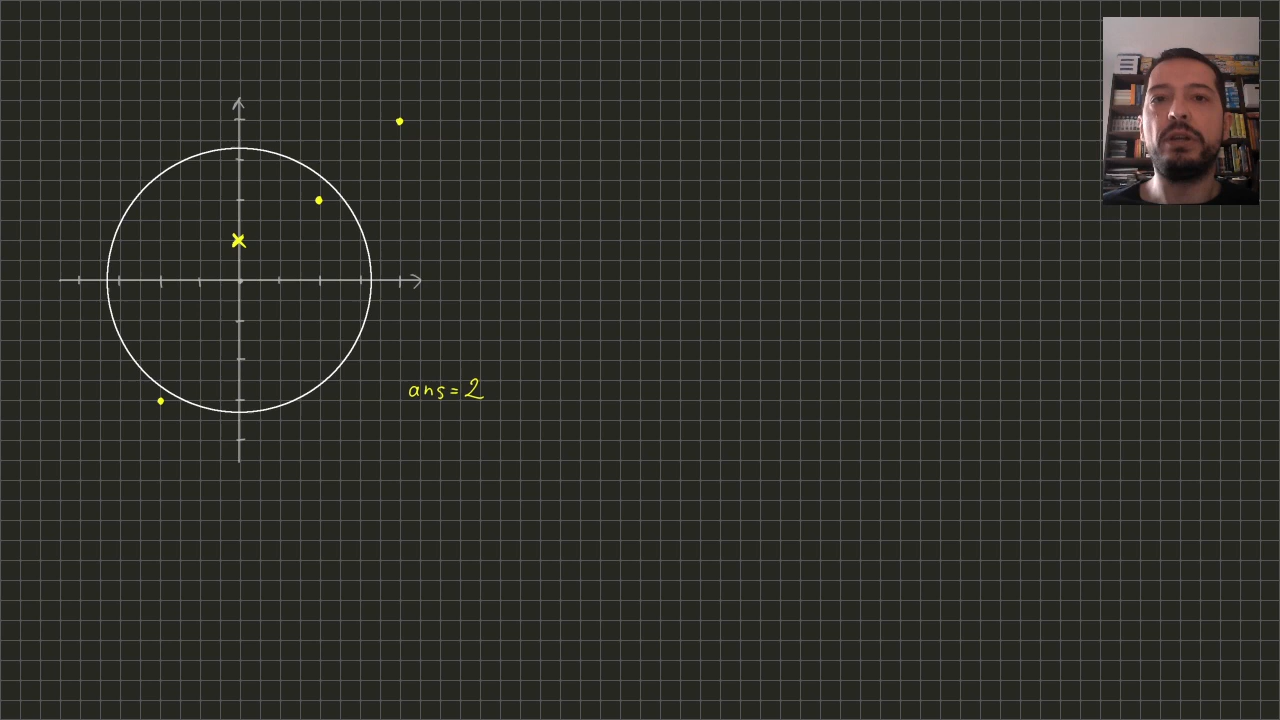 ans = 2